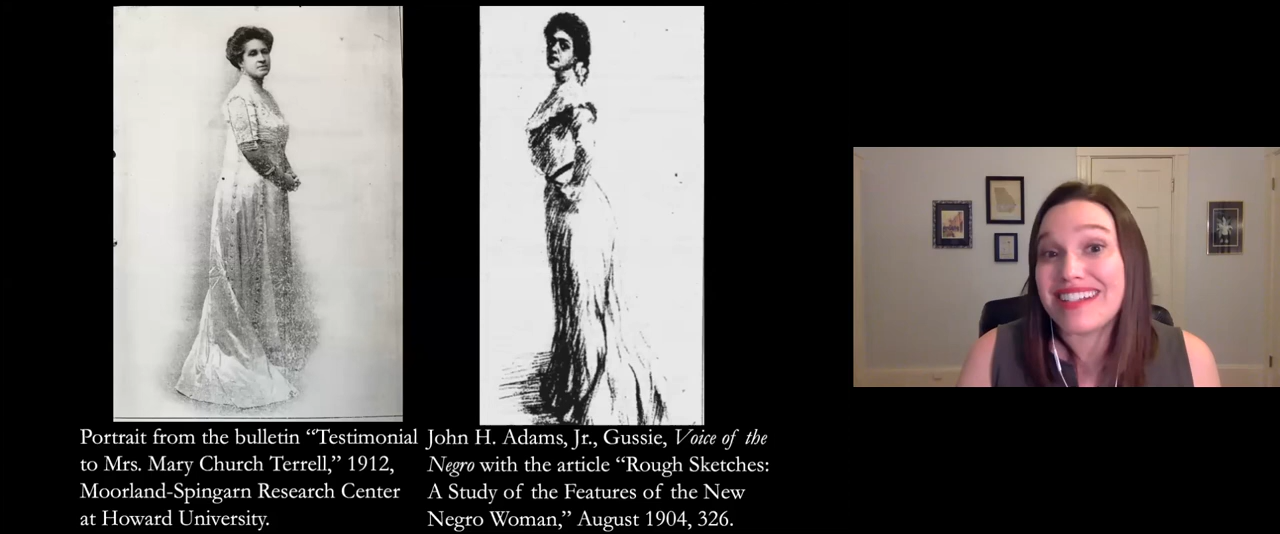 Portrait from the bulletin “Testimonial
to Mrs. Mary Church Terrell,” 1912,
Moorland-Spingarn Research Center
at Howard University.
John H. Adams, Jr., Gussie, Voice of the
Negro with the article “Rough Sketches:
A Study of the Features of the New
Negro Woman,” August 1904, 326.